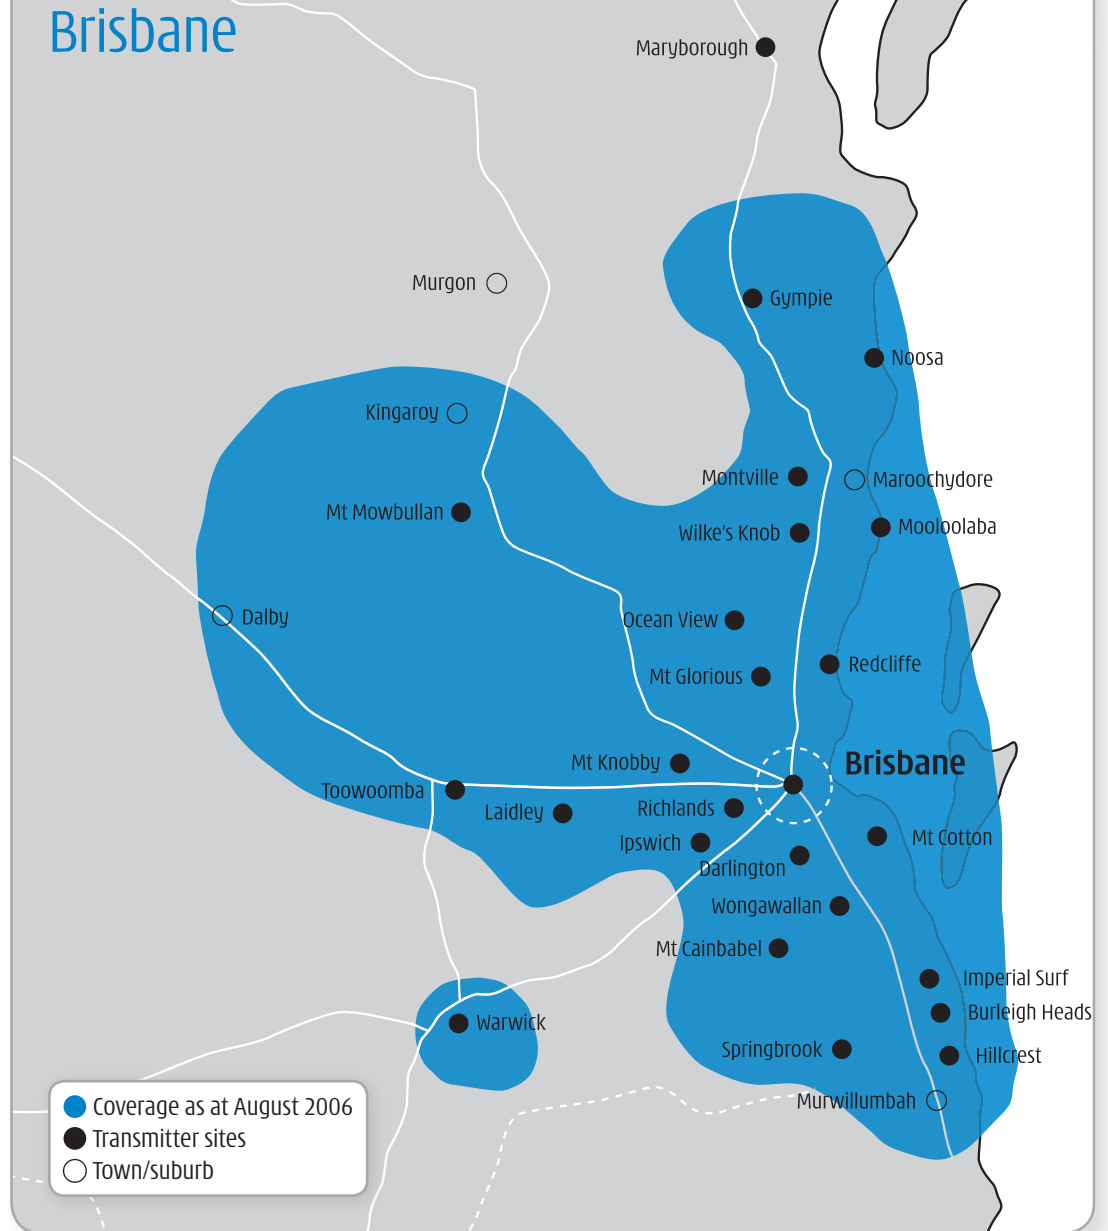 Brisbane
Maryborough
Murgon
Gympie
Noosa
Kingaroy
Montville
Maroochydore
Mt Mowbullan
Mooloolaba
Wilke's Knob
Dalby
Ocean View
Redcliffe
Mt Glorious
Mt Knobby
Brisbane
Toowoomba
Laidley
Richlands
Ipswich
Mt Cotton
Darlington
Wongawallan
Mt Cainbabel
Imperial Surf
Burleigh Heads
Warwick
Springbrook
Hillcrest
Murwillumbah
Coverage as at August 2006
Transmitter sites
Town/suburb